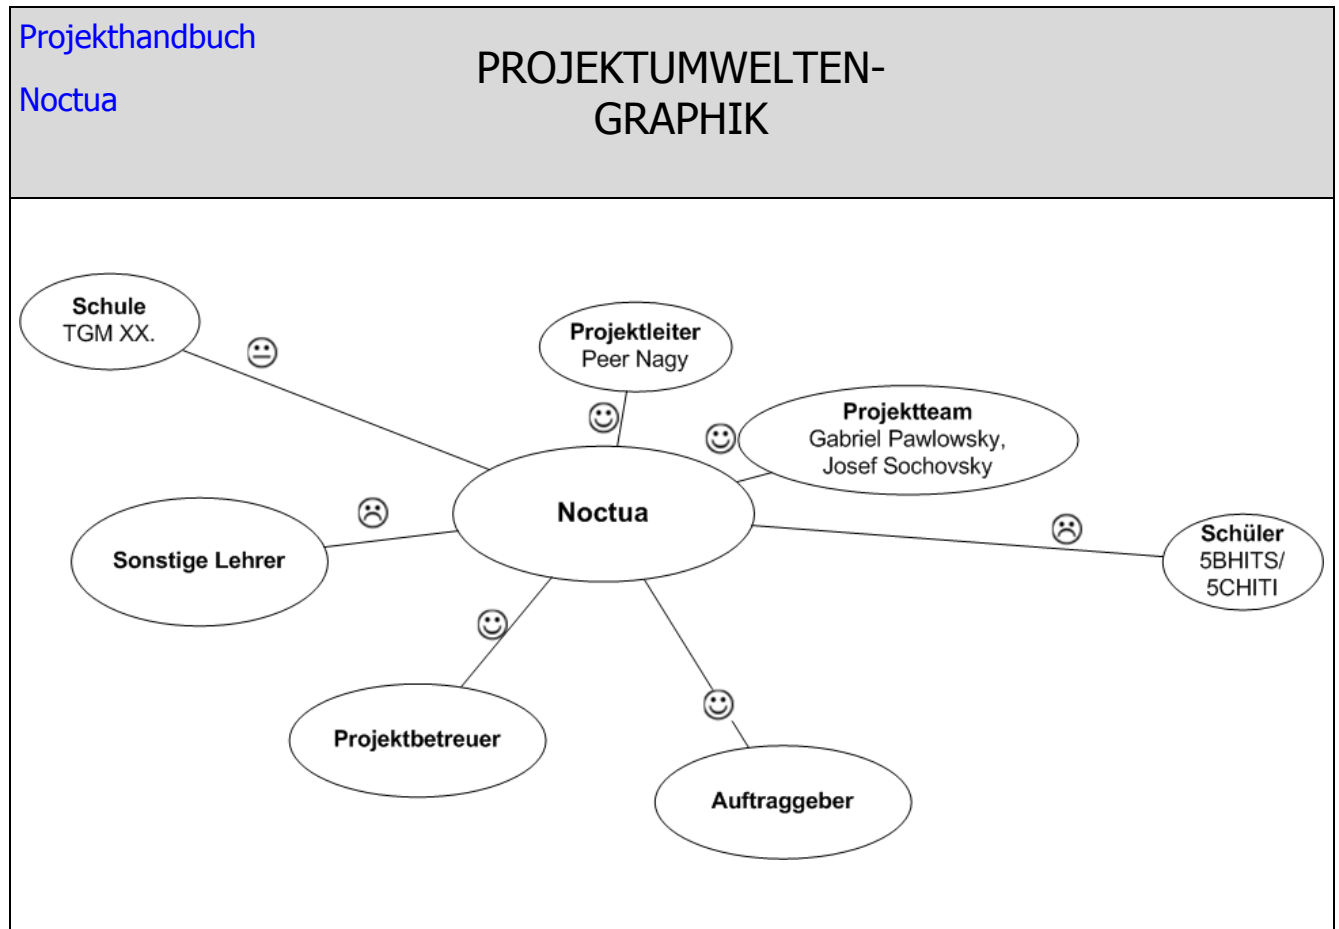 Projekthandbuch
Noctua
PROJEKTUMWELTEN-
GRAPHIK
Schule
TGM XX.
Projektleiter
Peer Nagy
Projektteam
Gabriel Pawlowsky,
Josef Sochovsky
Noctua
Schüler
5BHITS/
5CHITI
Sonstige Lehrer
Projektbetreuer
Auftraggeber